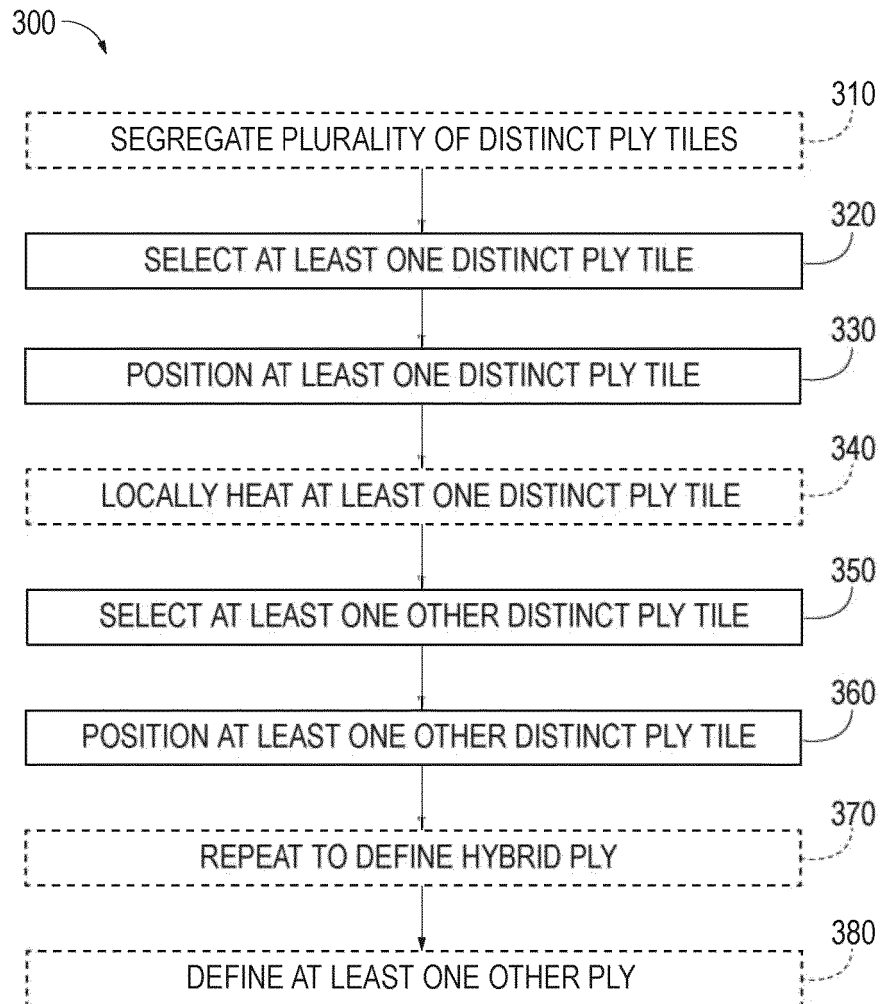 300
310
SEGREGATE PLURALITY OF DISTINCT PLY TILES
320
SELECT AT LEAST ONE DISTINCT PLY TILE
330
POSITION AT LEAST ONE DISTINCT PLY TILE
340
LOCALLY HEAT AT LEAST ONE DISTINCT PLY TILE
350
SELECT AT LEAST ONE OTHER DISTINCT PLY TILE
360
POSITION AT LEAST ONE OTHER DISTINCT PLY TILE
370
REPEAT TO DEFINE HYBRID PLY
380
DEFINE AT LEAST ONE OTHER PLY